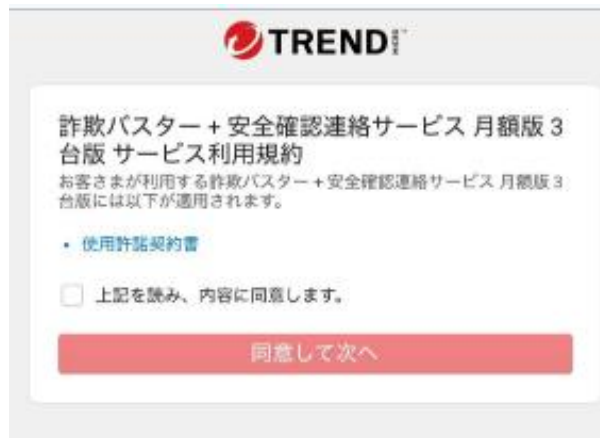 TREND MICRO
詐欺バスター + 安全確認連絡サービス 月額版 3
台版 サービス利用規約
お客さまが利用する詐欺バスター + 安全確認連絡サービス 月額版 3
台版には以下が適用されます。
• 使用許諾契約書
上記を読み、内容に同意します。
同意して次へ